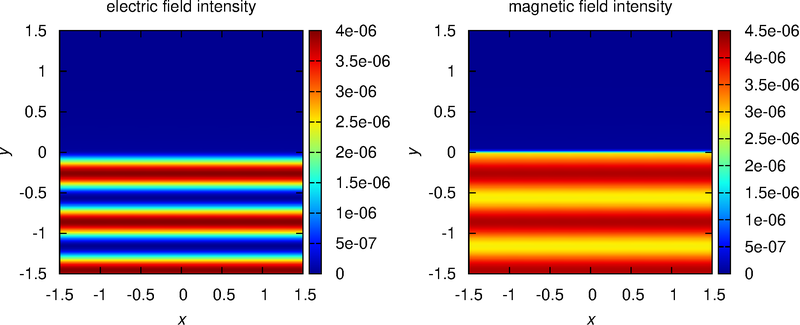 electric field intensity
1.5
1
0.5
0
-0.5
-1
-1.5
y
-1.5 -1 -0.5 0 0.5 1 1.5
x
4e-06
3.5e-06
3e-06
2.5e-06
2e-06
1.5e-06
1e-06
5e-07
0
magnetic field intensity
1.5
1
0.5
0
-0.5
-1
-1.5
y
-1.5 -1 -0.5 0 0.5 1 1.5
x
4.5e-06
4e-06
3.5e-06
3e-06
2.5e-06
2e-06
1.5e-06
1e-06
5e-07
0